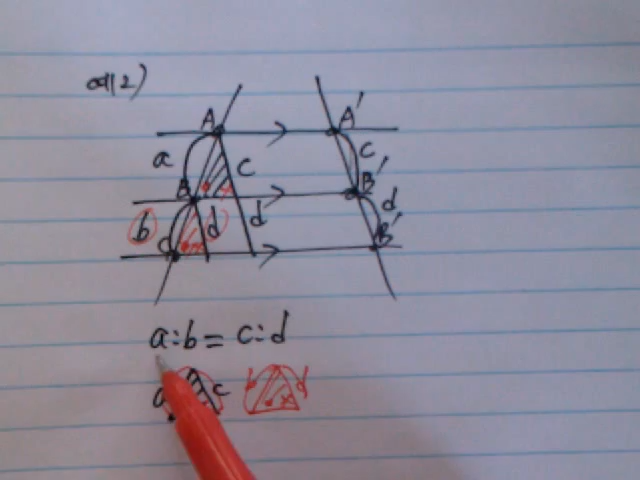 예2)
A A'
a c c
B B'
b d d d
C B'
a:b=c:d
c b d